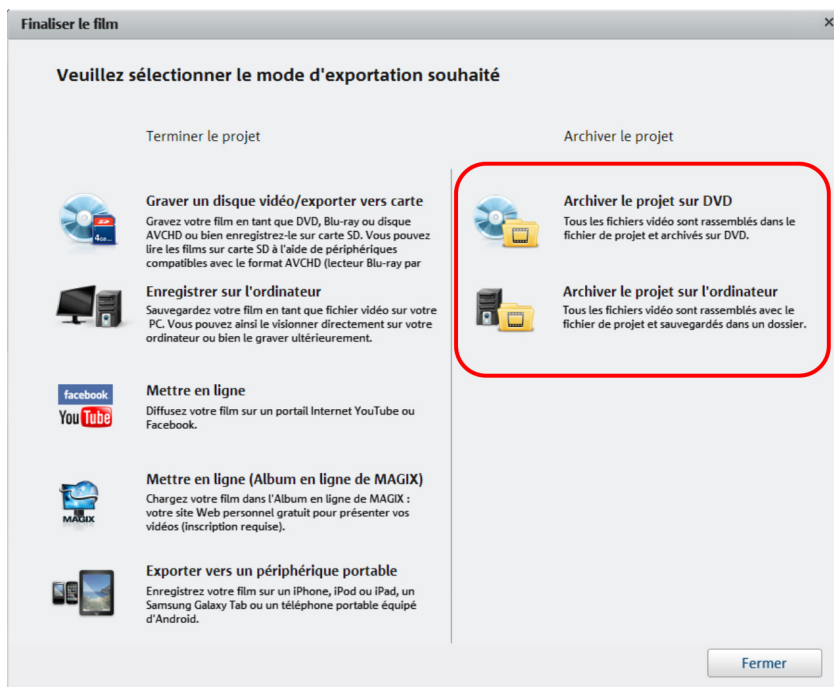 Finaliser le film
Veuillez sélectionner le mode d'exportation souhaité
Terminer le projet
Graver un disque vidéo/exporter vers carte
Gravez votre film en tant que DVD, Blu-ray ou disque
AVCHD ou bien enregistrez-le sur carte SD. Vous pouvez
lire les films sur carte SD à l'aide de périphériques
compatibles avec le format AVCHD (lecteur Blu-ray par
Enregistrer sur l'ordinateur
Sauvegardez votre film en tant que fichier vidéo sur votre
PC. Vous pouvez ainsi le visionner directement sur votre
ordinateur ou bien le graver ultérieurement.
facebook
YouTube
Mettre en ligne
Diffusez votre film sur un portail Internet YouTube ou
Facebook.
MAGIX
Mettre en ligne (Album en ligne de MAGIX)
Chargez votre film dans l'Album en ligne de MAGIX :
votre site Web personnel gratuit pour présenter vos
vidéos (inscription requise).
Exporter vers un périphérique portable
Enregistrez votre film sur un iPhone, iPod ou iPad, un
Samsung Galaxy Tab ou un téléphone portable équipé
d'Android.
Archiver le projet
Archiver le projet sur DVD
Tous les fichiers vidéo sont rassemblés dans le
fichier de projet et archivés sur DVD.
Archiver le projet sur l'ordinateur
Tous les fichiers vidéo sont rassemblés avec le
fichier de projet et sauvegardés dans un dossier.
Fermer